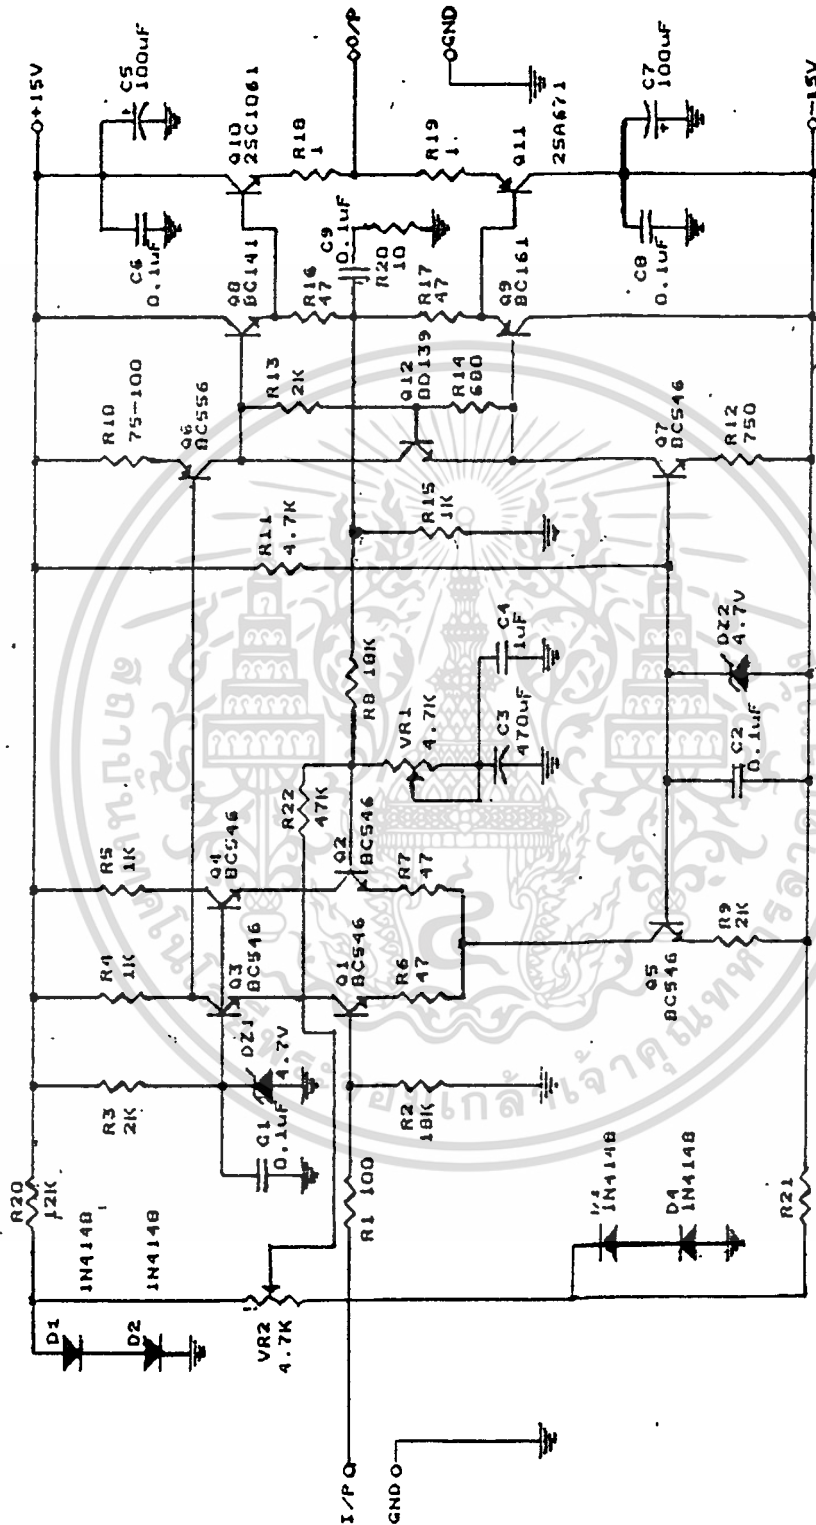 +15V
R20
12K
D1
1N4148
D2
1N4148
VR2
4.7K
R3
2K
C1
0.1uF
DZ1
4.7V
R4
1K
R5
1K
Q3
BC546
Q4
BC546
R10
75-100
Q6
BC556
R11
4.7K
Q8
BC141
C6
0.1uF
C5
100uF
Q10
2SC1061
R13
2K
R16
47
R18
1
I/P
GND
R1 100
R2
Q1
BC546
Q2
BC546
R6
47
R7
47
R22
47K
R8
VR1
4.7K
C3
470uF
C4
1uF
R15
1K
Q12
BD139
R14
680
C9
0.1uF
R20
10
R17
47
R19
1
O/P
GND
Q9
BC161
Q11
2SA671
1N4148
D4
1N4148
R21
Q5
BC546
R9
2K
C2
0.1uF
DZ2
4.7V
Q7
BC546
R12
750
C8
0.1uF
C7
100uF
-15V